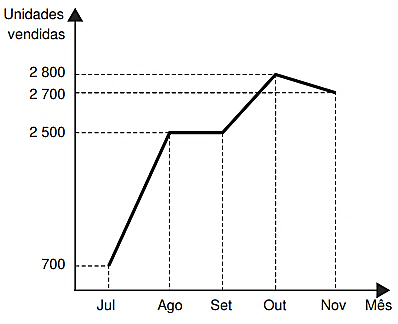 Unidades
vendidas
2 800
2 700
2 500
700
Jul Ago Set Out Nov Mês